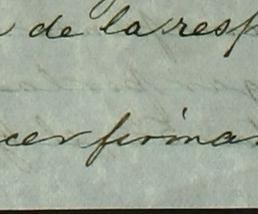 de la resp
cer firma